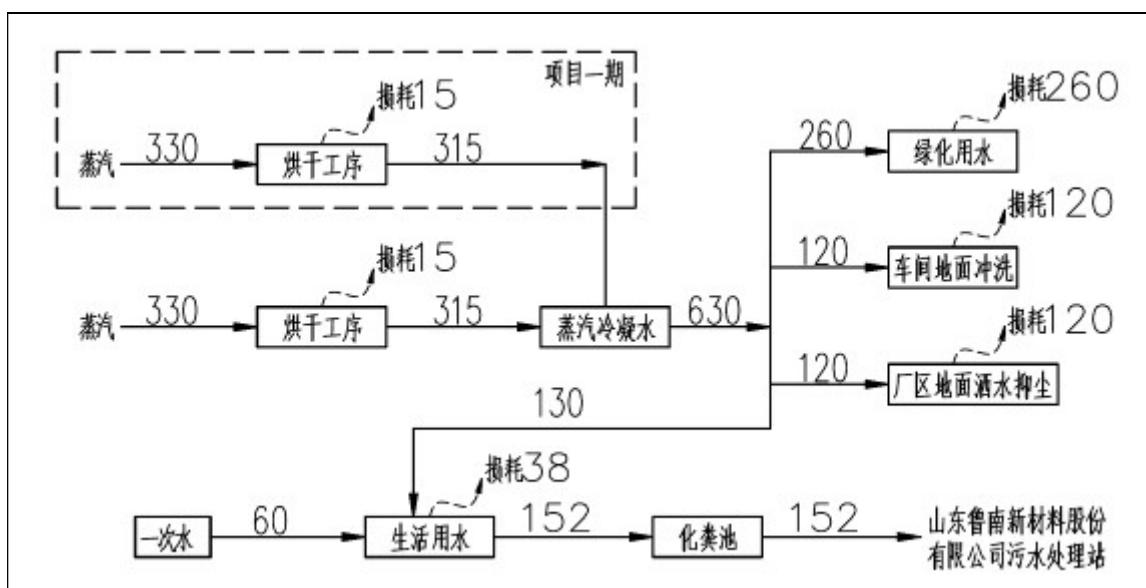 项目一期
损耗15
蒸汽
330
烘干工序
315
损耗15
蒸汽
330
烘干工序
315
蒸汽冷凝水
630
损耗260
260
绿化用水
损耗120
120
车间地面冲洗
损耗120
120
厂区地面洒水抑尘
130
损耗38
一次水
60
生活用水
152
化粪池
152
山东鲁南新材料股份
有限公司污水处理站